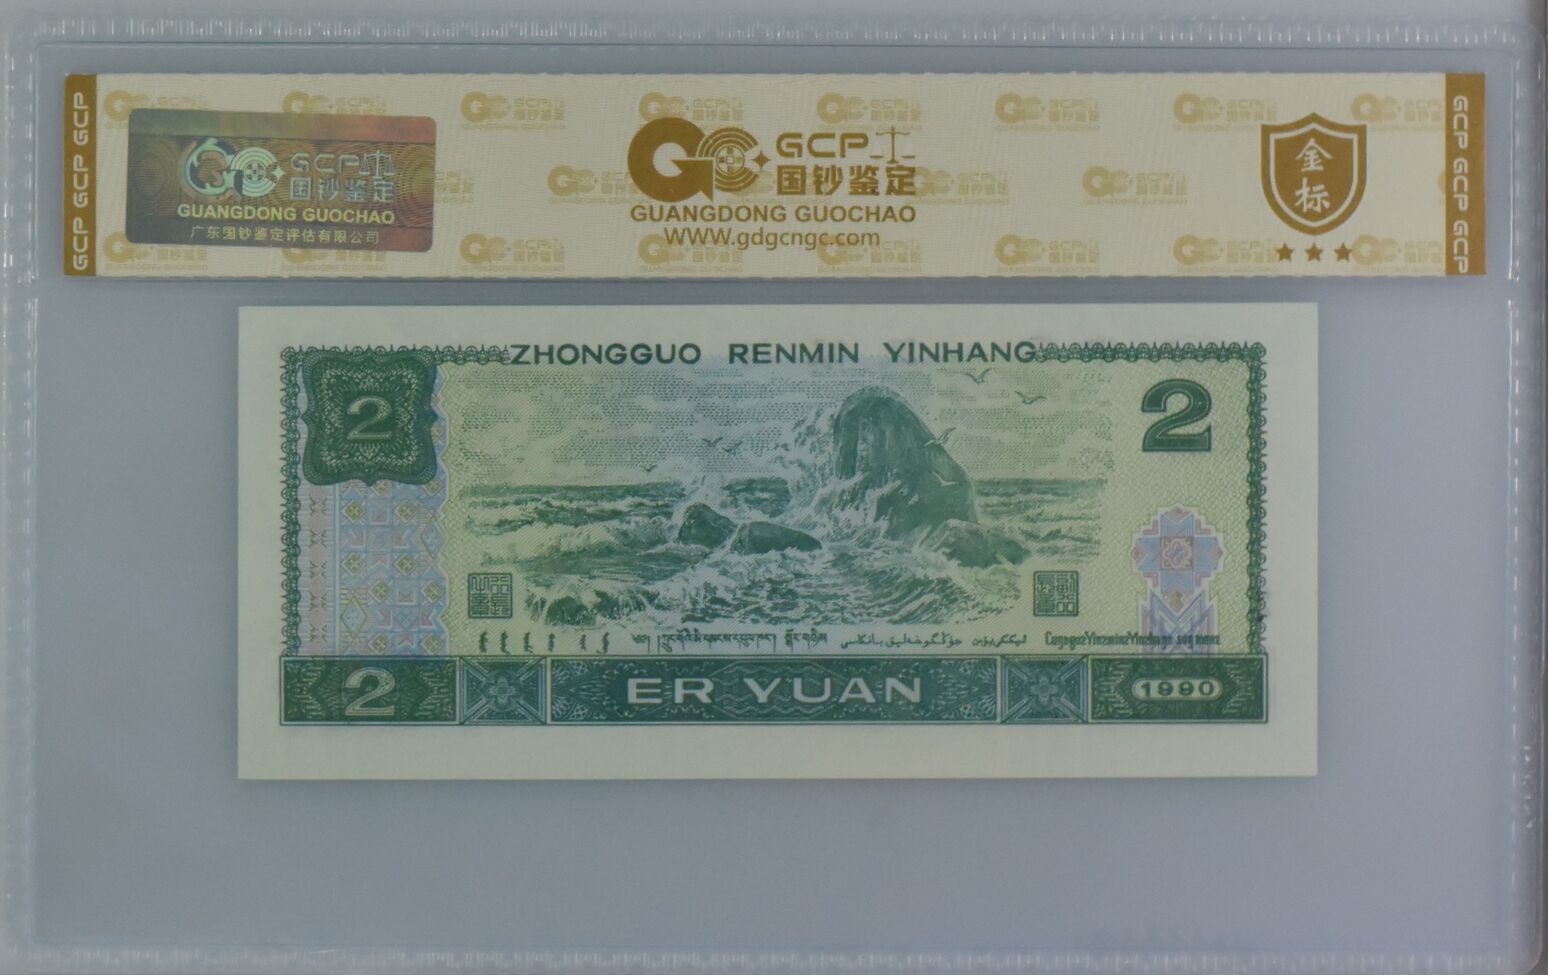 GCP GCP GCP
GCP
国钞鉴定
GUANGDONG GUOCHAO
广东国钞鉴定评估有限公司
GCP
国钞鉴定
GUANGDONG GUOCHAO
WWW.gdgcngc.com
金标
GCP GCP GCP
ZHONGGUO RENMIN YINHANG
2
2
2
ER YUAN
1990